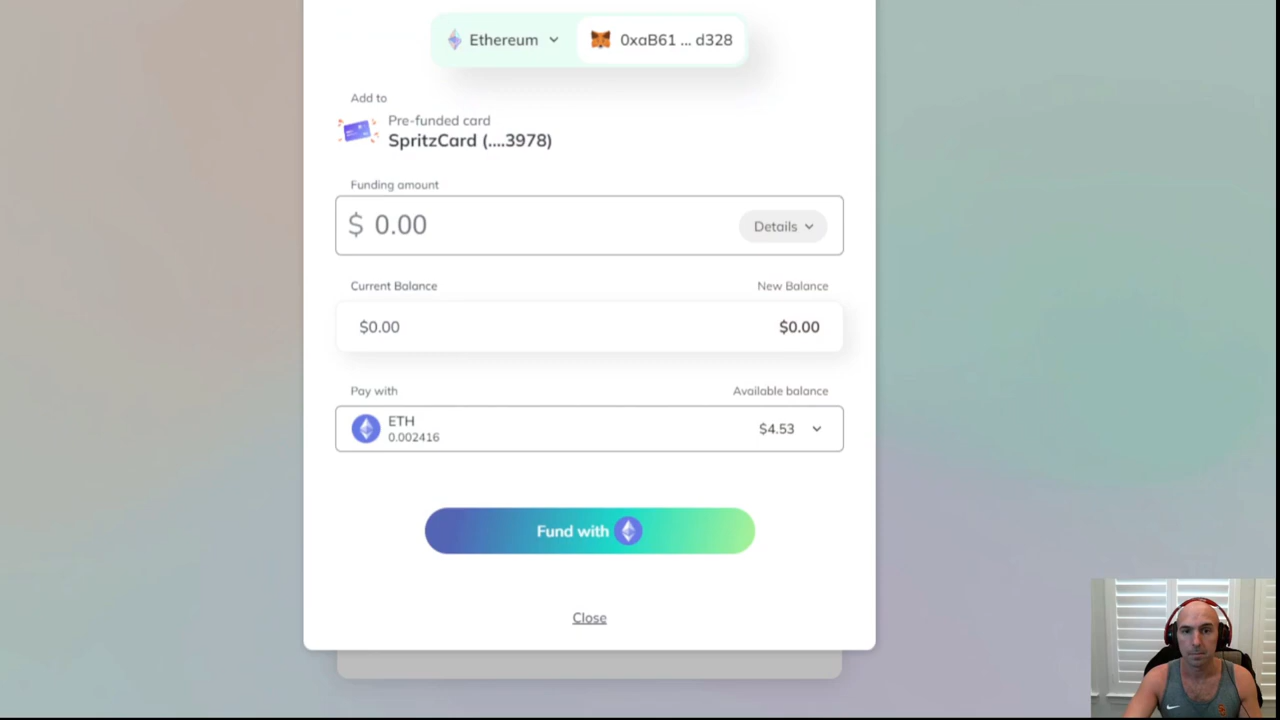 Ethereum
0xaB61 ... d328
Add to
Pre-funded card
SpritzCard (....3978)
Funding amount
$ 0.00
Details
Current Balance
New Balance
$0.00
$0.00
Pay with
Available balance
ETH
0.002416
$4.53
Fund with
Close